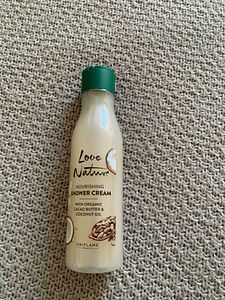 Love
Nature
NOURISHING
SHOWER CREAM
WITH ORGANIC
CACAO BUTTER &
COCONUT OIL
ORIFLAME